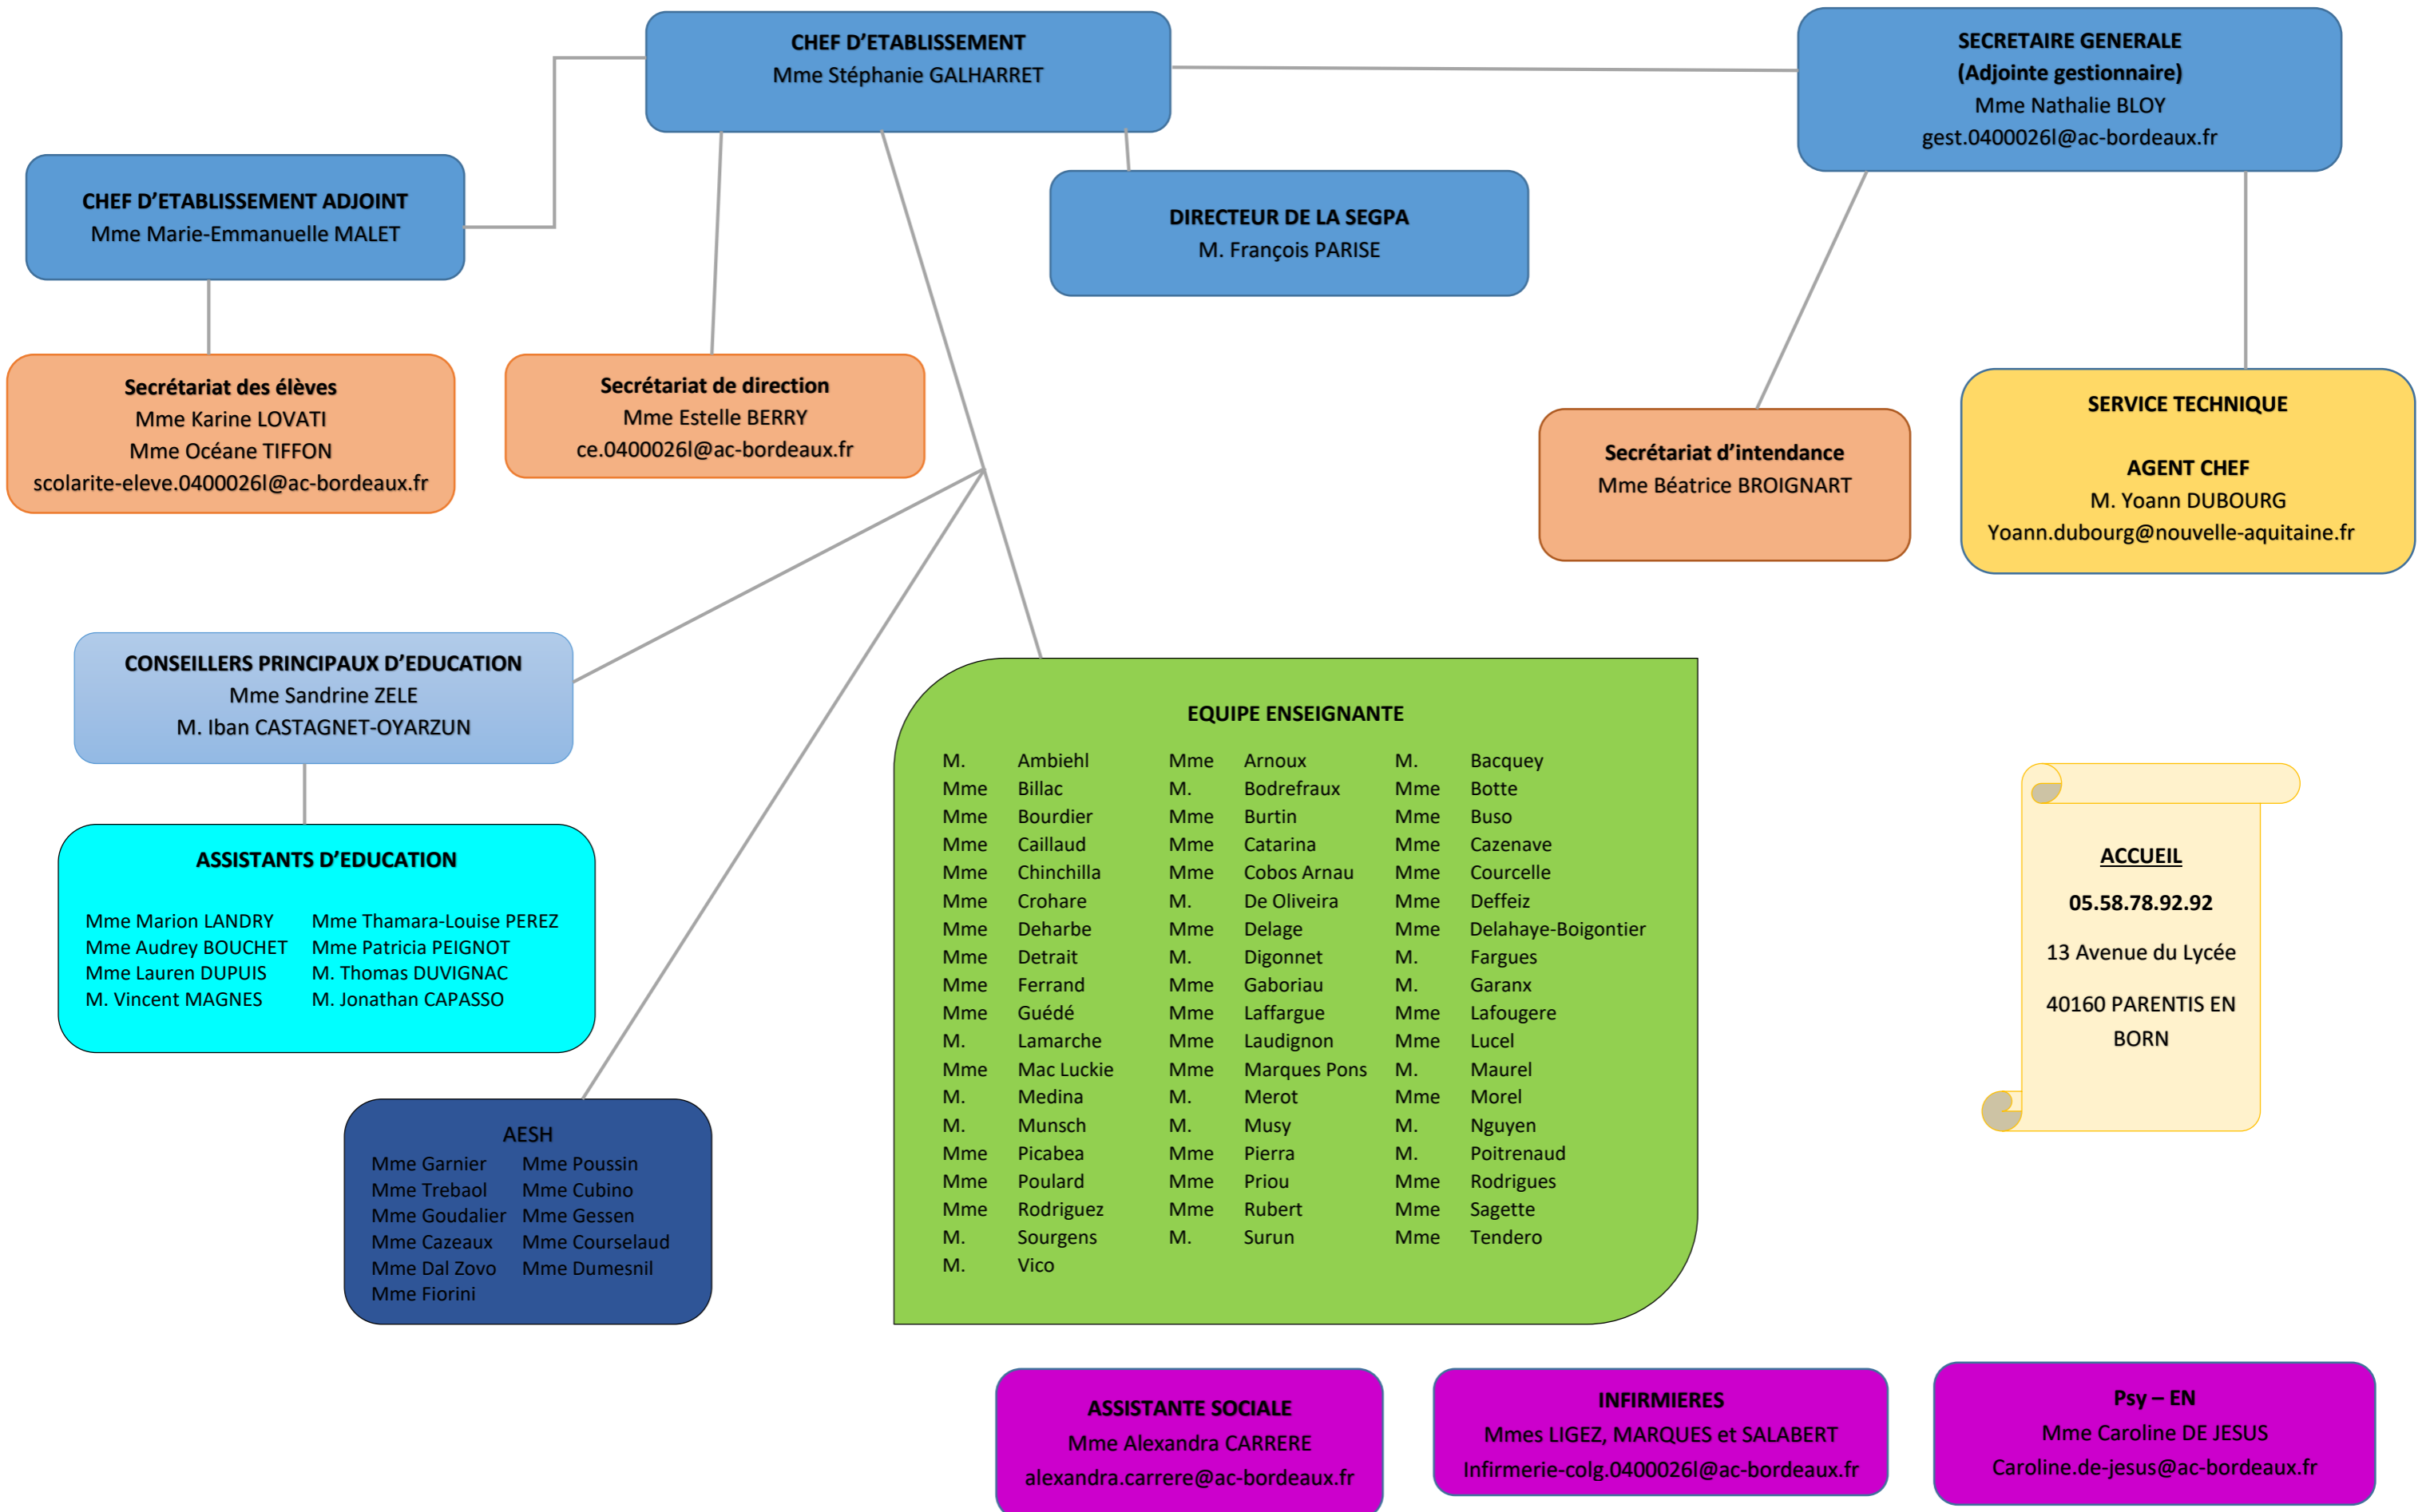 CHEF D'ETABLISSEMENT
Mme Stéphanie GALHARRET
SECRETAIRE GENERALE
(Adjointe gestionnaire)
Mme Nathalie BLOY
gest.0400026l@ac-bordeaux.fr
CHEF D'ETABLISSEMENT ADJOINT
Mme Marie-Emmanuelle MALET
DIRECTEUR DE LA SEGPA
M. François PARISE
Secrétariat des élèves
Mme Karine LOVATI
Mme Océane TIFFON
scolarite-eleve.0400026l@ac-bordeaux.fr
Secrétariat de direction
Mme Estelle BERRY
ce.0400026l@ac-bordeaux.fr
Secrétariat d'intendance
Mme Béatrice BROIGNART
SERVICE TECHNIQUE
AGENT CHEF
M. Yoann DUBOURG
Yoann.dubourg@nouvelle-aquitaine.fr
CONSEILLERS PRINCIPAUX D'EDUCATION
Mme Sandrine ZELE
M. Iban CASTAGNET-OYARZUN
ASSISTANTS D'EDUCATION
Mme Marion LANDRY Mme Thamara-Louise PEREZ
Mme Audrey BOUCHET Mme Patricia PEIGNOT
Mme Lauren DUPUIS M. Thomas DUVIGNAC
M. Vincent MAGNES M. Jonathan CAPASSO
AESH
Mme Garnier Mme Poussin
Mme Trebaol Mme Cubino
Mme Goudalier Mme Gessen
Mme Cazeaux Mme Courselaud
Mme Dal Zovo Mme Dumesnil
Mme Fiorini
EQUIPE ENSEIGNANTE
M. Ambiehl Mme Arnoux M. Bacquey
Mme Billac M. Bodrefraux Mme Botte
Mme Bourdier Mme Burtin Mme Buso
Mme Caillaud Mme Catarina Mme Cazenave
Mme Chinchilla Mme Cobos Arnau Mme Courcelle
Mme Crohare M. De Oliveira Mme Deffeiz
Mme Deharbe Mme Delage Mme Delahaye-Boigontier
Mme Detrait M. Digonnet M. Fargues
Mme Ferrand Mme Gaboriau M. Garanx
Mme Guédé Mme Laffargue Mme Lafougere
M. Lamarche Mme Laudignon Mme Lucel
Mme Mac Luckie Mme Marques Pons M. Maurel
M. Medina M. Merot Mme Morel
M. Munsch M. Musy M. Nguyen
Mme Picabea Mme Pierra M. Poitrenaud
Mme Poulard Mme Priou Mme Rodrigues
Mme Rodriguez Mme Rubert Mme Sagette
M. Sourgens M. Surun Mme Tendero
M. Vico
ACCUEIL
05.58.78.92.92
13 Avenue du Lycée
40160 PARENTIS EN
BORN
ASSISTANTE SOCIALE
Mme Alexandra CARRERE
alexandra.carrere@ac-bordeaux.fr
INFIRMIERES
Mmes LIGEZ, MARQUES et SALABERT
Infirmerie-colg.0400026l@ac-bordeaux.fr
Psy – EN
Mme Caroline DE JESUS
Caroline.de-jesus@ac-bordeaux.fr